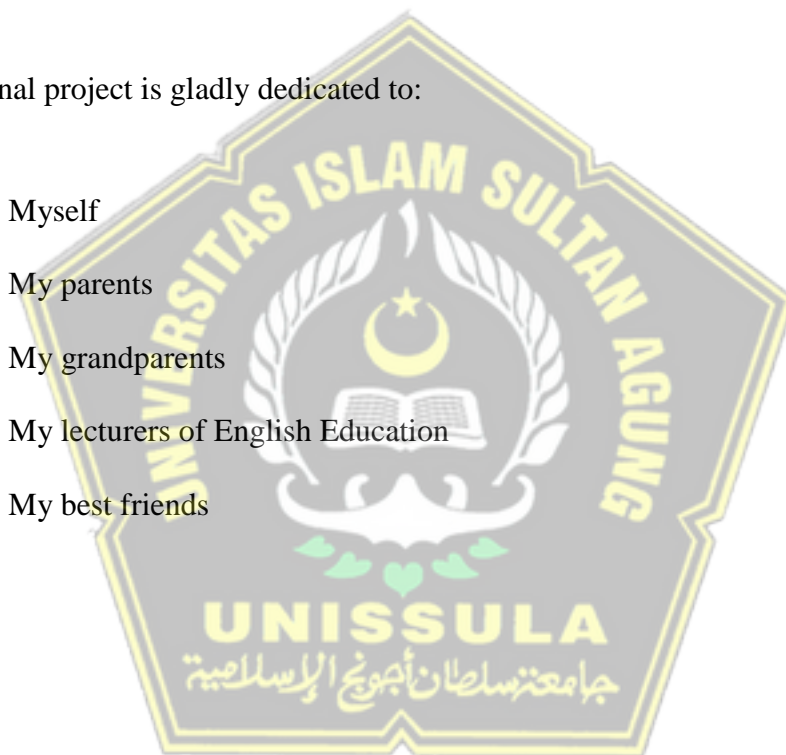 nal project is gladly dedicated to:
Myself
My parents
My grandparents
My lecturers of English Education
My best friends
UNIVERSITAS ISLAM SULTAN AGUNG
UNISSULA
جامعة سلطان أجونج الإسلامية